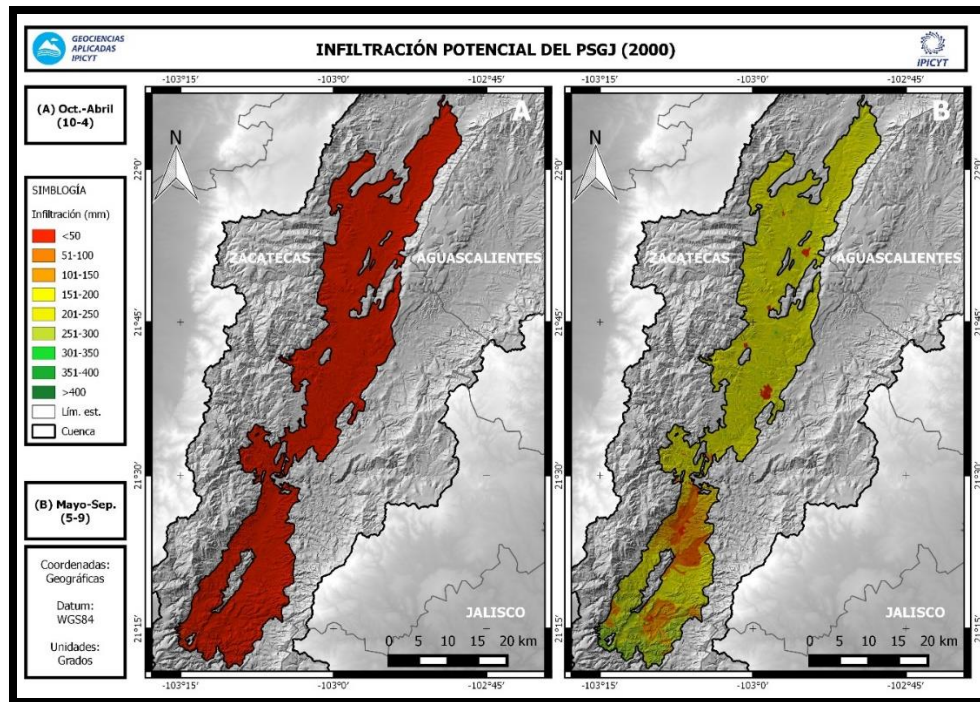 GEOCIENCIAS
APLICADAS
IPICYT
INFILTRACIÓN POTENCIAL DEL PSGJ (2000)
IPICYT
(A) Oct.-Abril
(10-4)
SIMBLOGÍA
Infiltración (mm)
<50
51-100
101-150
151-200
201-250
251-300
301-350
351-400
>400
Lím. est.
Cuenca
(B) Mayo-Sep.
(5-9)
Coordenadas:
Geográficas
Datum:
WGS84
Unidades:
Grados
-103°15' -103°0' -102°45'
A
N
ZACATECAS
AGUASCALIENTES
JALISCO
0 5 10 15 20 km
22°0'
21°45'
21°30'
21°15'
-103°15' -103°0' -102°45'
-103°15' -103°0' -102°45'
B
N
ZACATECAS
AGUASCALIENTES
JALISCO
0 5 10 15 20 km
22°0'
21°45'
21°30'
21°15'
-103°15' -103°0' -102°45'